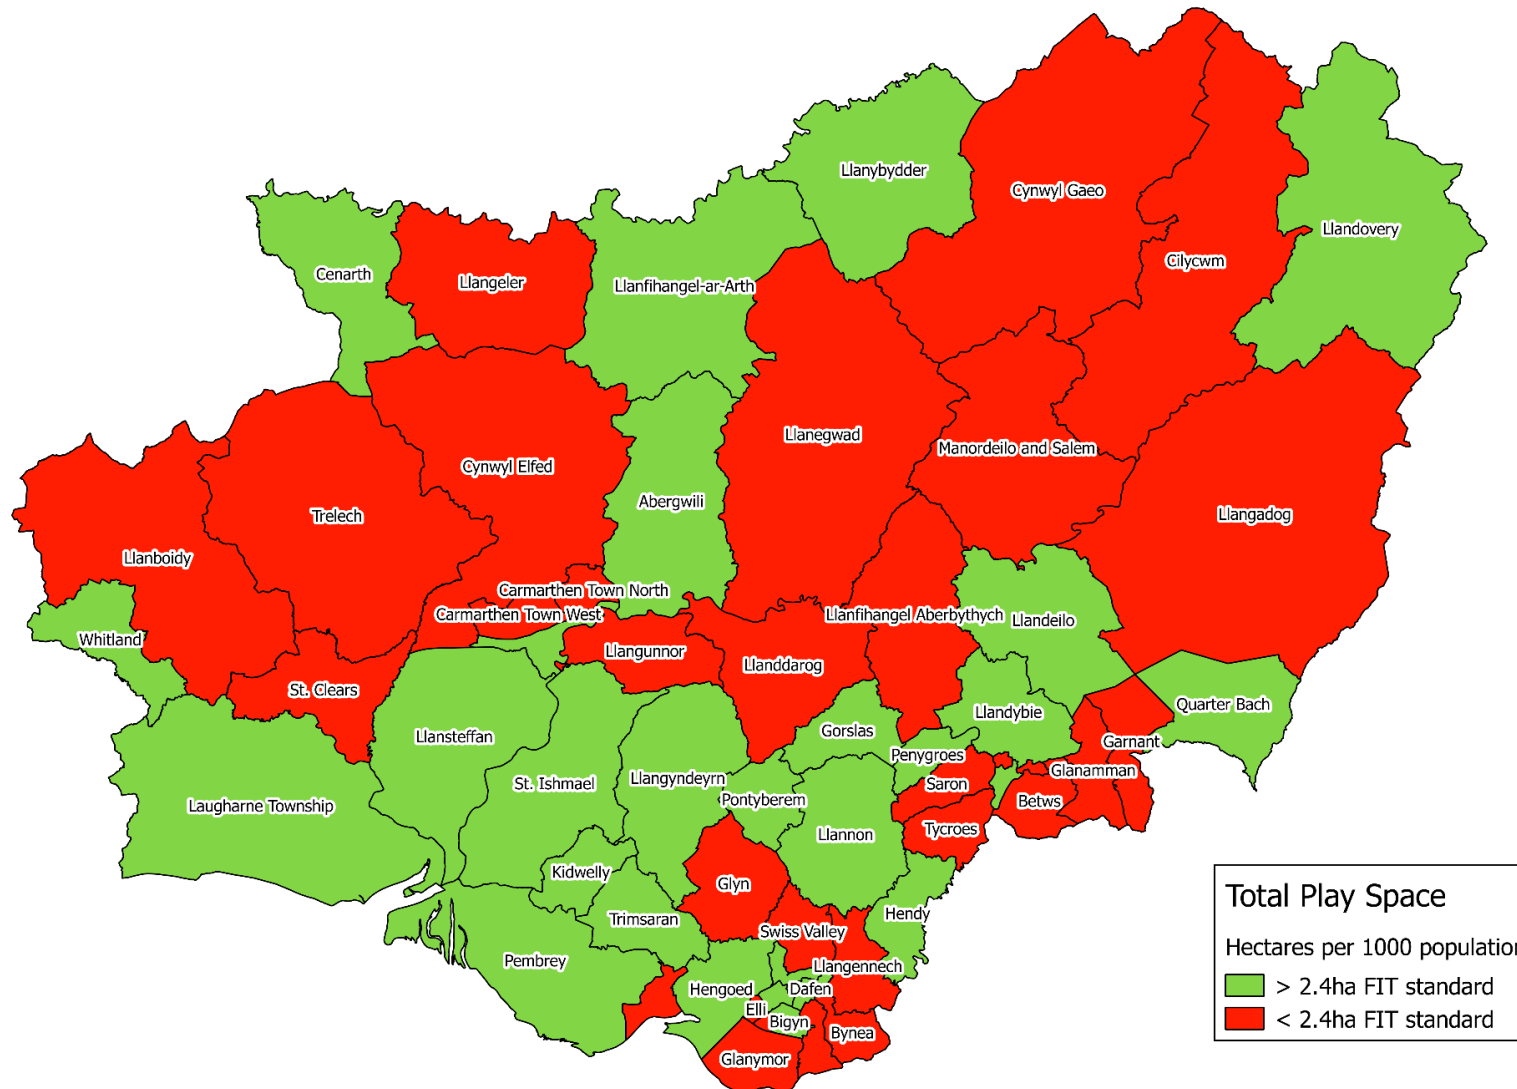 Llanybydder
Cynwyl Gaeo
Llandovery
Cilycwm
Cenarth
Llangeler
Llanfihangel-ar-Arth
Llanegwad
Manordeilo and Salem
Cynwyl Elfed
Abergwili
Trelech
Llangadog
Llanboidy
Carmarthen Town North
Carmarthen Town West
Llanfihangel Aberbythych
Llandeilo
Whitland
Llangunnor
Llanddarog
St. Clears
Quarter Bach
Llandybie
Gorslas
Llansteffan
Garnant
Penygroes
Glanamman
St. Ishmael
Llangyndeyrn
Saron
Pontyberem
Betws
Laugharne Township
Llannon
Tycroes
Kidwelly
Glyn
Hendy
Trimsaran
Swiss Valley
Pembrey
Llangennech
Hengoed
Dafen
Elli
Bigyn
Bynea
Glanymor
Total Play Space
Hectares per 1000 population
> 2.4ha FIT standard
< 2.4ha FIT standard